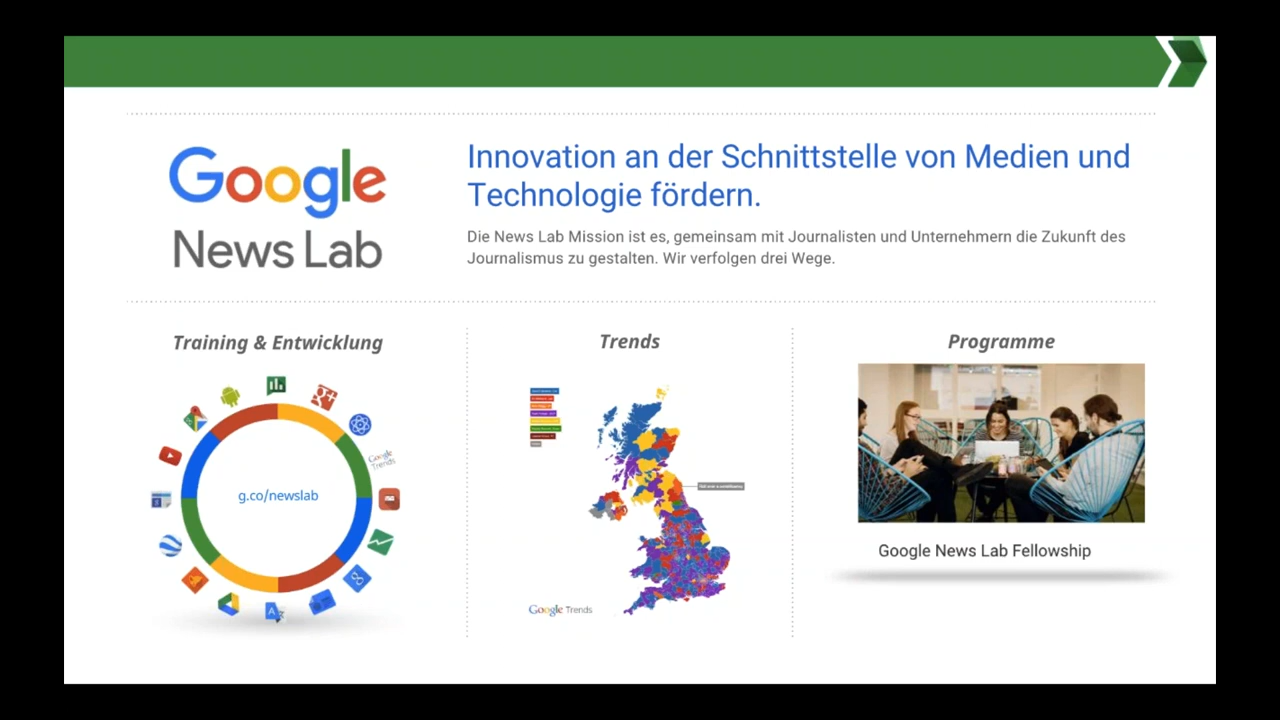 Google
News Lab
Innovation an der Schnittstelle von Medien und
Technologie fördern.
Die News Lab Mission ist es, gemeinsam mit Journalisten und Unternehmern die Zukunft des
Journalismus zu gestalten. Wir verfolgen drei Wege.
Training & Entwicklung
g.co/newslab
Google
Trends
Trends
Google Trends
Programme
Google News Lab Fellowship